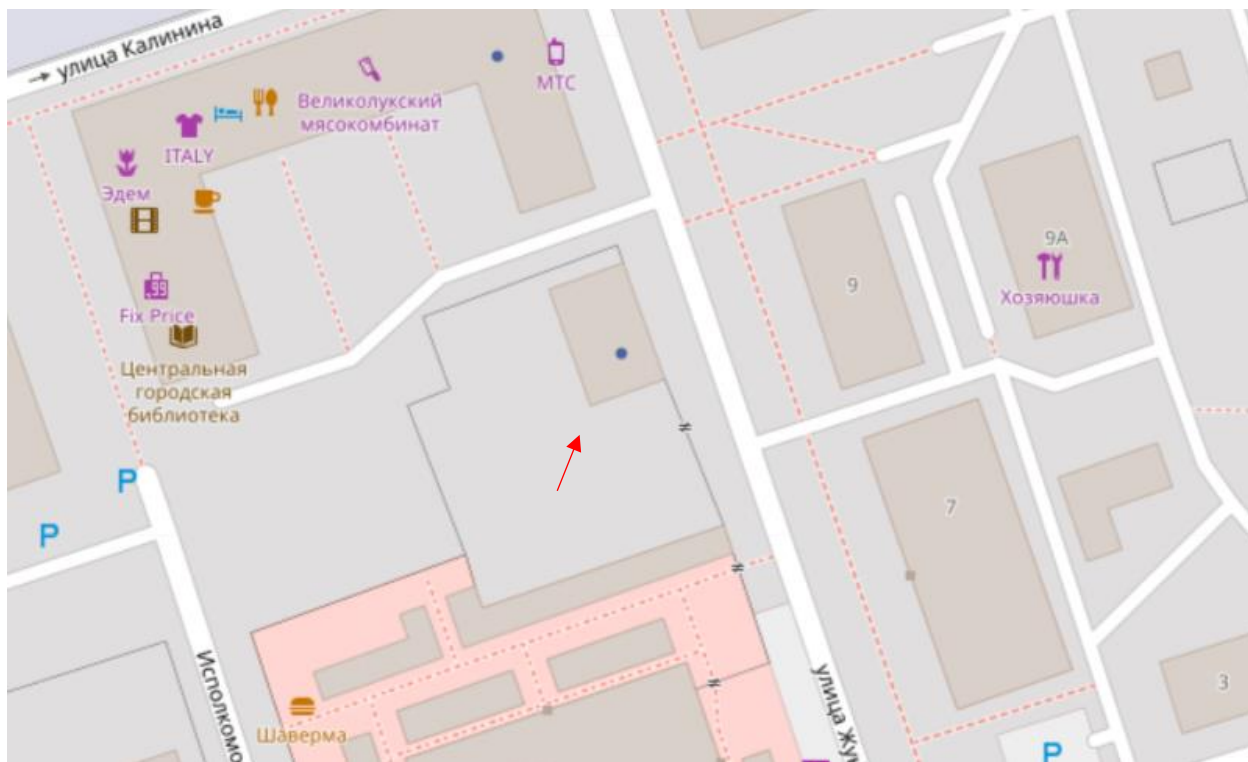 → улица Калинина
МТС
Великолукский
мясокомбинат
ITALY
Эдем
99
Fix Price
Центральная
городская
библиотека
9
9А
Хозяюшка
P
P
7
Исполкомо
улица Жу
3
Шаверма
P